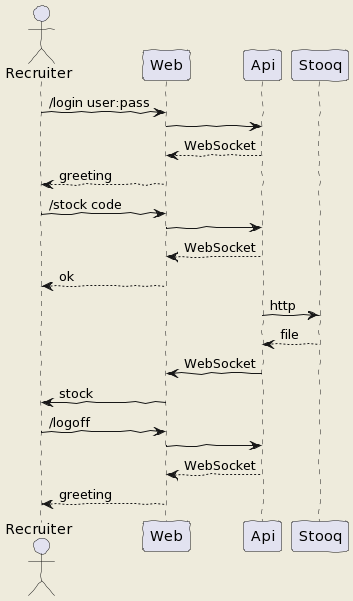 Recruiter Web Api Stooq
/login user:pass
WebSocket
greeting
/stock code
WebSocket
ok
http
file
WebSocket
stock
/logoff
WebSocket
greeting
Recruiter Web Api Stooq